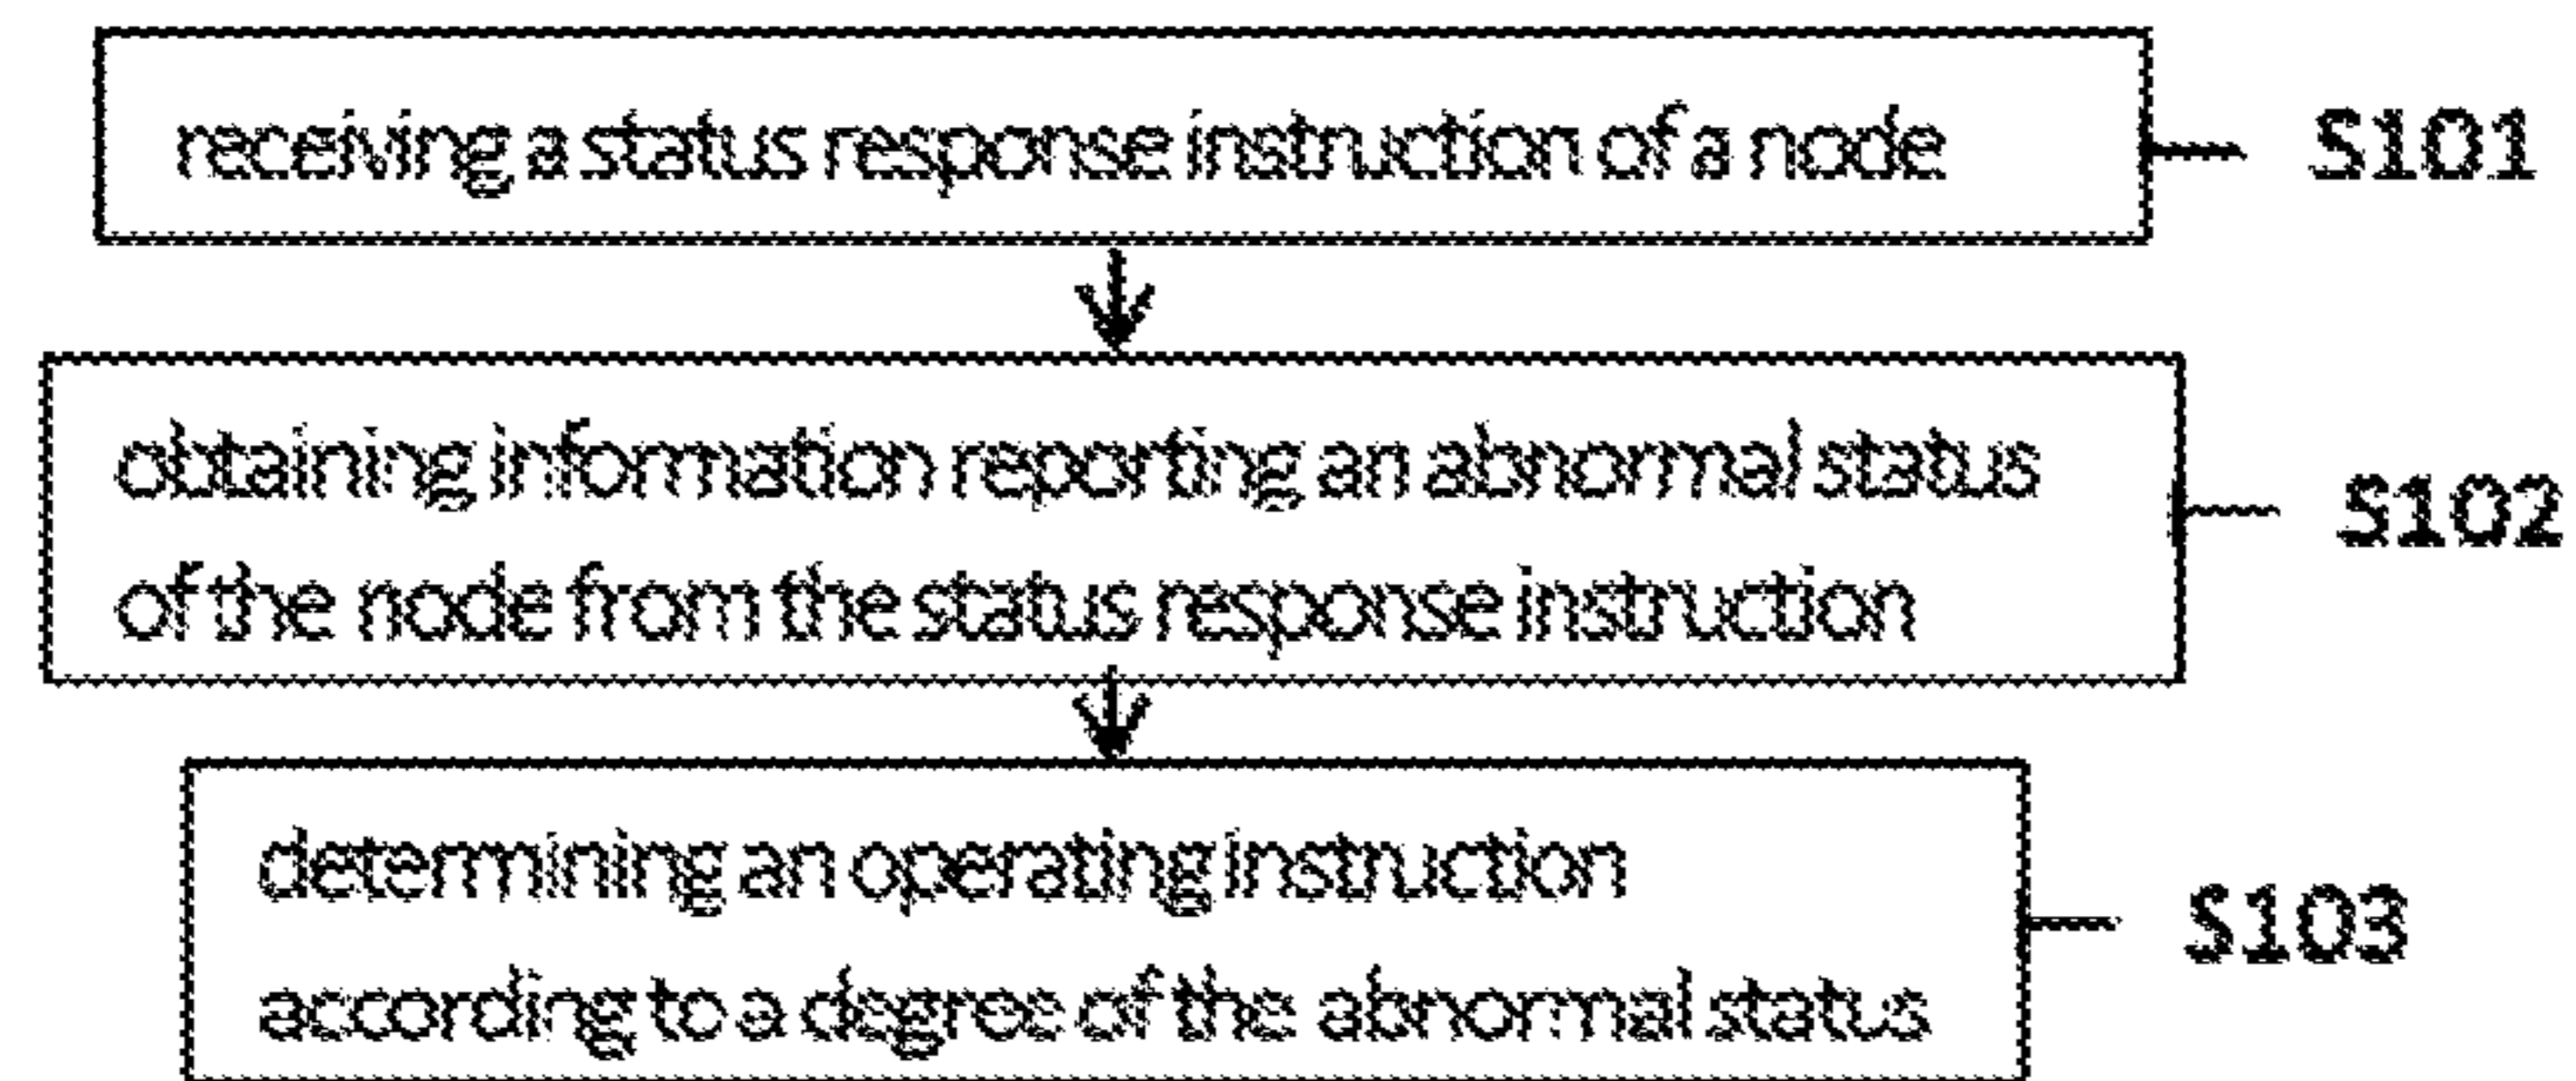 receiving a status response instruction of a node
S101
obtaining information reporting an abnormal status
of the node from the status response instruction
S102
determining an operating instruction
according to a degree of the abnormal status
S103